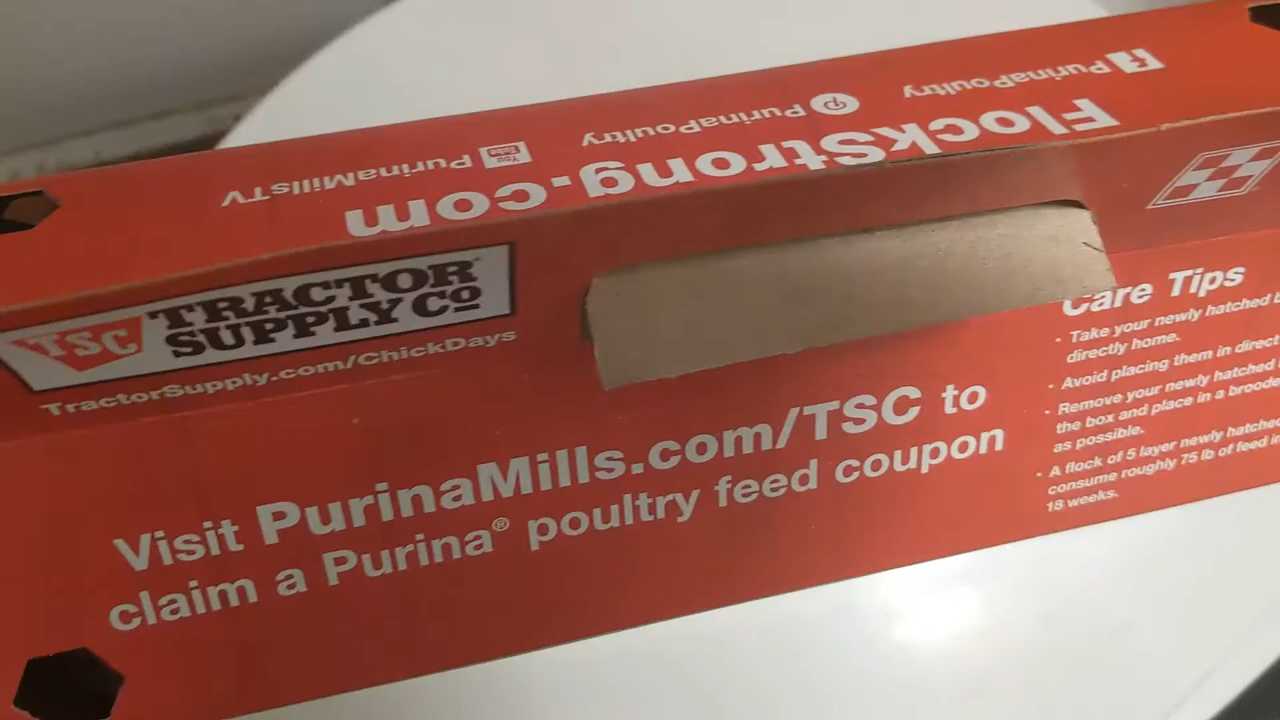 FlockStrong.com
PurinaPoultry
PurinaPoultry
You Tube PurinaMillsTV
TSC TRACTOR
SUPPLY CO
TractorSupply.com/ChickDays
Visit PurinaMills.com/TSC to
claim a Purina® poultry feed coupon
Care Tips
• Take your newly hatched
directly home.
• Avoid placing them in direct
• Remove your newly hatched
the box and place in a
as possible.
• A flock of 5 layer newly hatched
consume roughly 75 lb of feed
18 weeks.